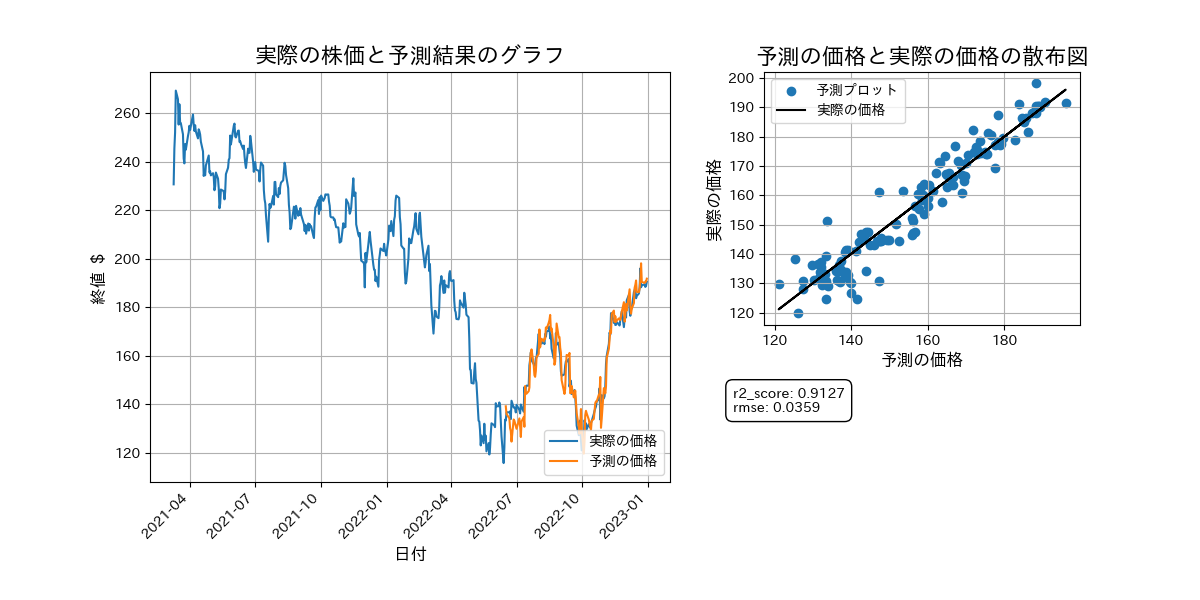 実際の株価と予測結果のグラフ
終値 $
260
240
220
200
180
160
140
120
2021-04
2021-07
2021-10
2022-01
2022-04
2022-07
2022-10
2023-01
日付
実際の価格
予測の価格
予測の価格と実際の価格の散布図
実際の価格
200
190
180
170
160
150
140
130
120
120
140
160
180
予測の価格
予測プロット
実際の価格
r2_score: 0.9127
rmse: 0.0359